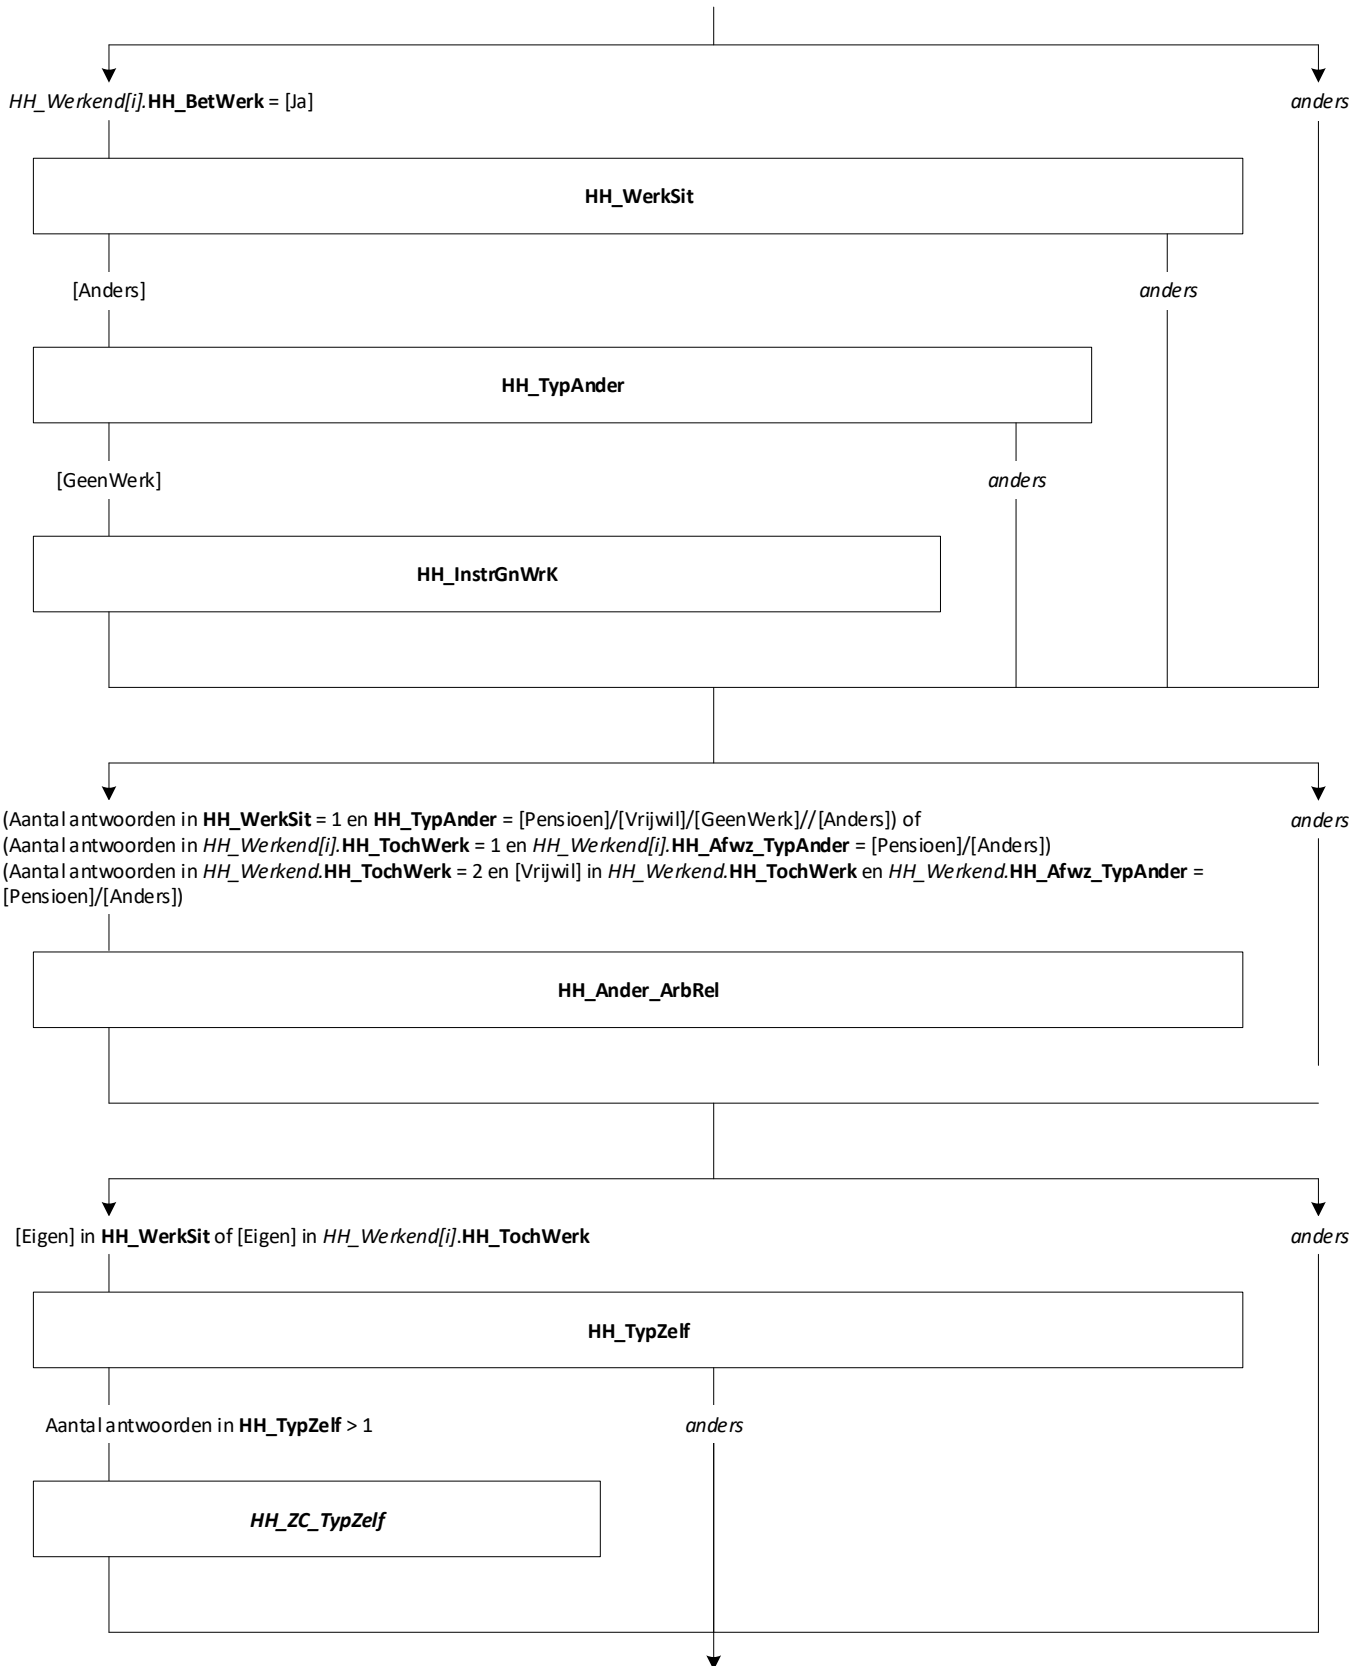 HH_Werkend[i].HH_BetWerk = [Ja]
anders
HH_WerkSit
[Anders]
anders
HH_TypAnder
[GeenWerk]
anders
HH_InstrGnWrK
(Aantal antwoorden in HH_WerkSit = 1 en HH_TypAnder = [Pensioen]/[Vrijwil]/[GeenWerk]//[Anders]) of
anders
(Aantal antwoorden in HH_Werkend[i].HH_TochWerk = 1 en HH_Werkend[i].HH_Afwz_TypAnder = [Pensioen]/[Anders])
(Aantal antwoorden in HH_Werkend.HH_TochWerk = 2 en [Vrijwil] in HH_Werkend.HH_TochWerk en HH_Werkend.HH_Afwz_TypAnder =
[Pensioen]/[Anders])
HH_Ander_ArbRel
[Eigen] in HH_WerkSit of [Eigen] in HH_Werkend[i].HH_TochWerk
anders
HH_TypZelf
Aantal antwoorden in HH_TypZelf > 1
anders
HH_ZC_TypZelf